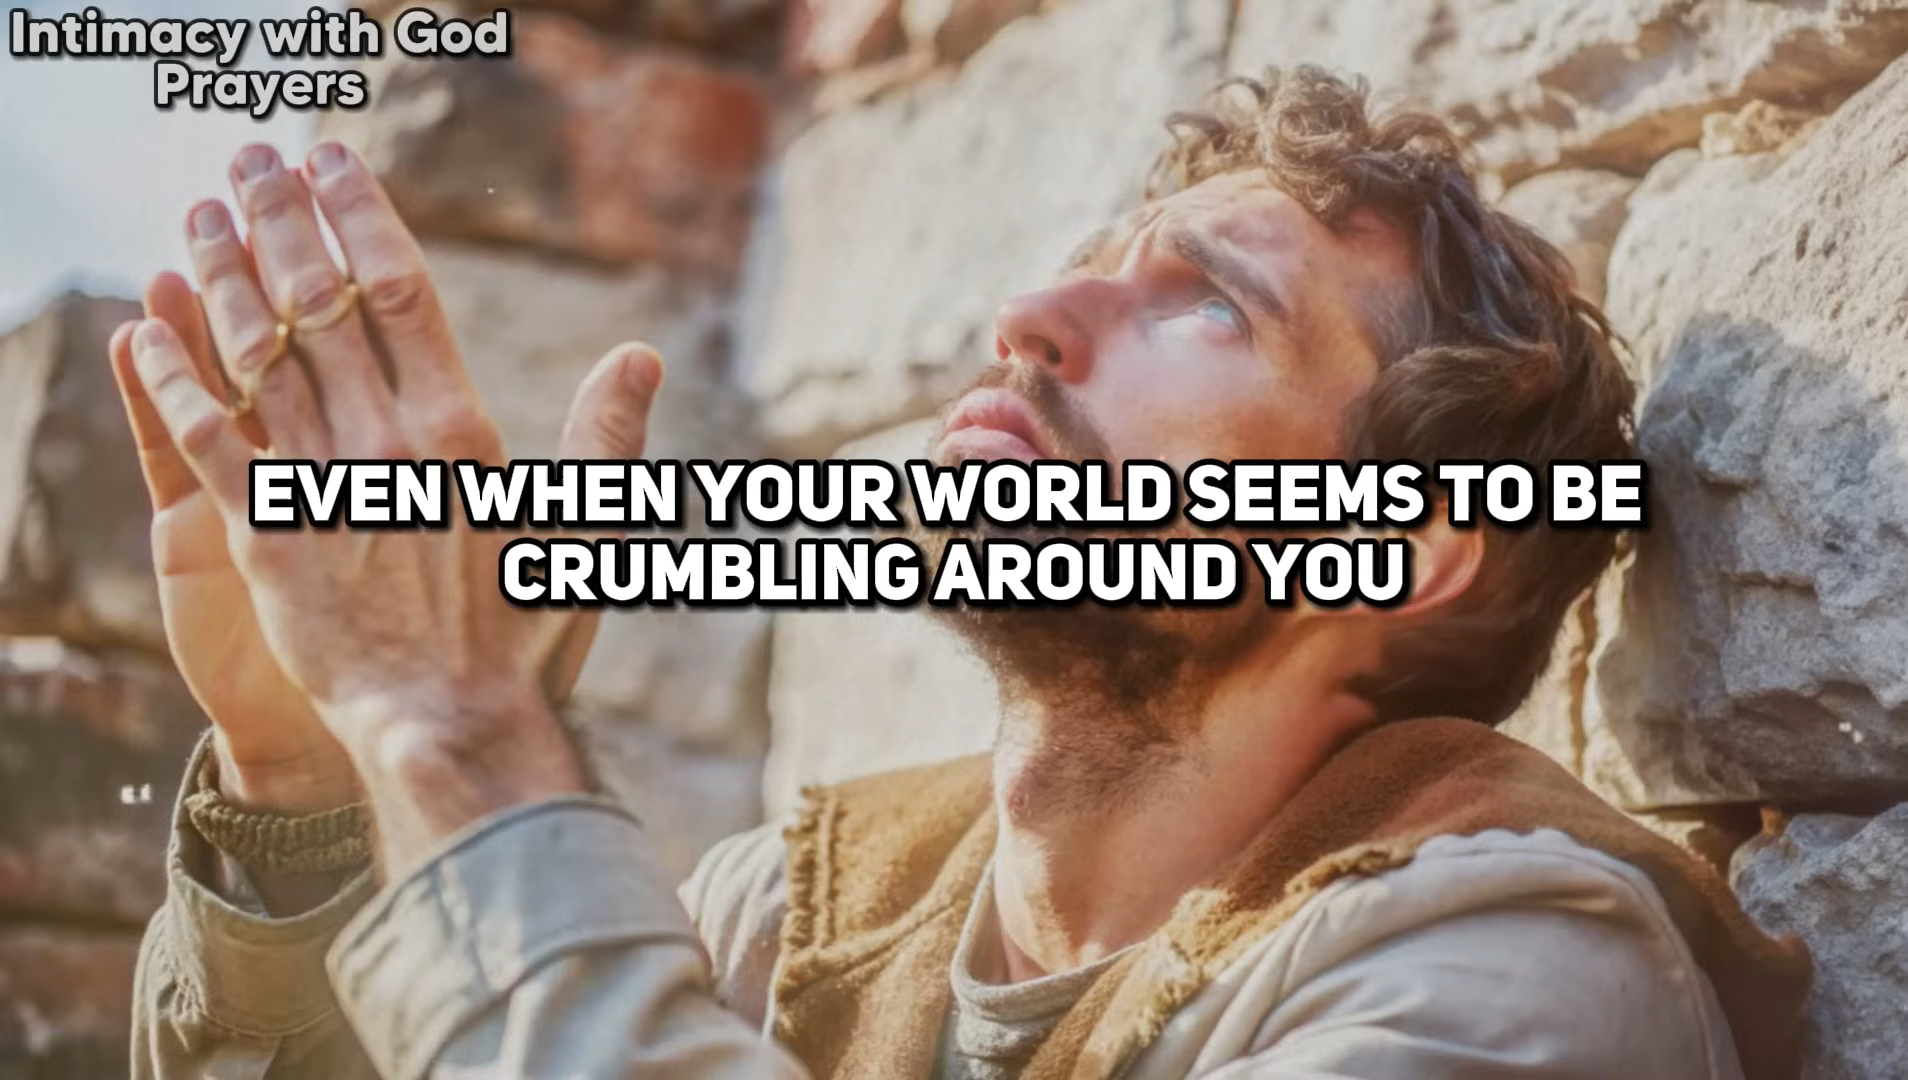 Intimacy with God
Prayers
EVEN WHEN YOUR WORLD SEEMS TO BE
CRUMBLING AROUND YOU